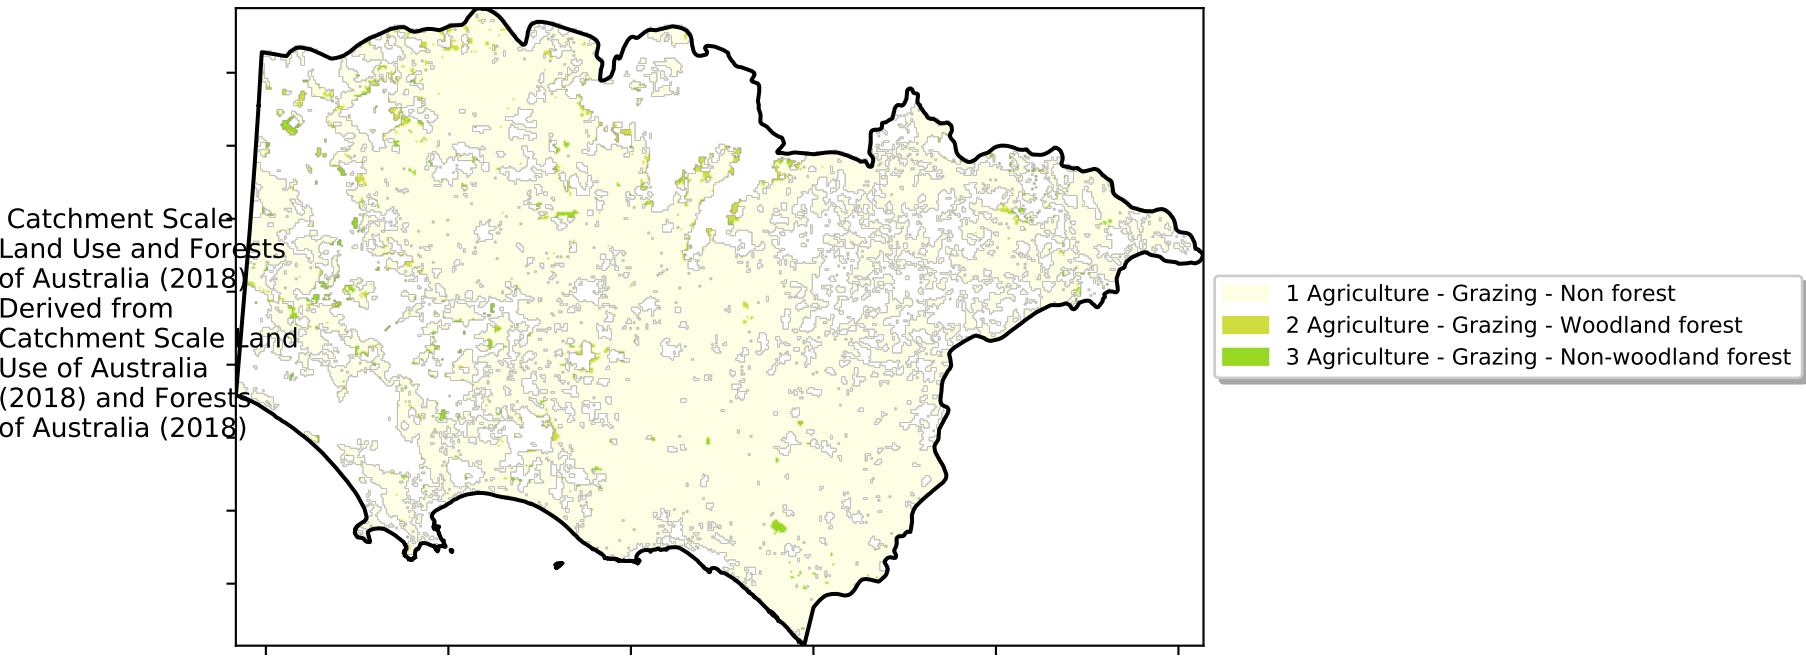 Catchment Scale
Land Use and Forests
of Australia (2018)
Derived from
Catchment Scale Land
Use of Australia
(2018) and Forests
of Australia (2018)
1 Agriculture - Grazing - Non forest
2 Agriculture - Grazing - Woodland forest
3 Agriculture - Grazing - Non-woodland forest